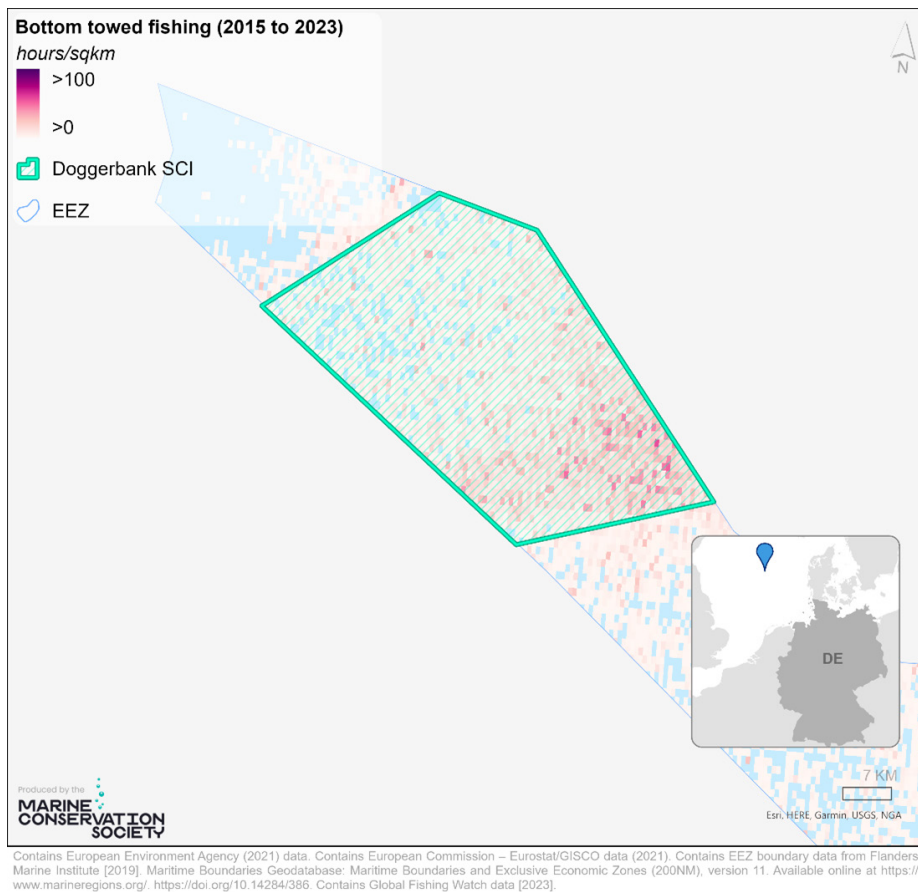 Bottom towed fishing (2015 to 2023)
hours/sqkm
>100
>0
Doggerbank SCI
EEZ
N
DE
7 KM
Esri, HERE, Garmin, USGS, NGA
Produced by the
MARINE
CONSERVATION
SOCIETY
Contains European Environment Agency (2021) data. Contains European Commission – Eurostat/GISCO data (2021). Contains EEZ boundary data from Flanders
Marine Institute [2019]. Maritime Boundaries Geodatabase: Maritime Boundaries and Exclusive Economic Zones (200NM), version 11. Available online at https:/
www.marineregions.org/. https://doi.org/10.14284/386. Contains Global Fishing Watch data [2023].